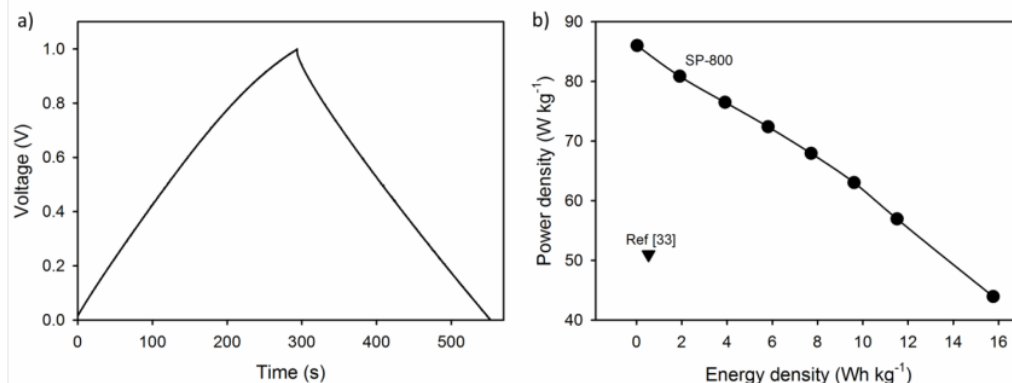 a)
1.0
0.8
0.6
0.4
0.2
0.0
Voltage (V)
0 100 200 300 400 500
Time (s)
b)
90
80
70
60
50
40
Power density (W kg⁻¹)
SP-800
Ref [33]
0 2 4 6 8 10 12 14 16
Energy density (Wh kg⁻¹)